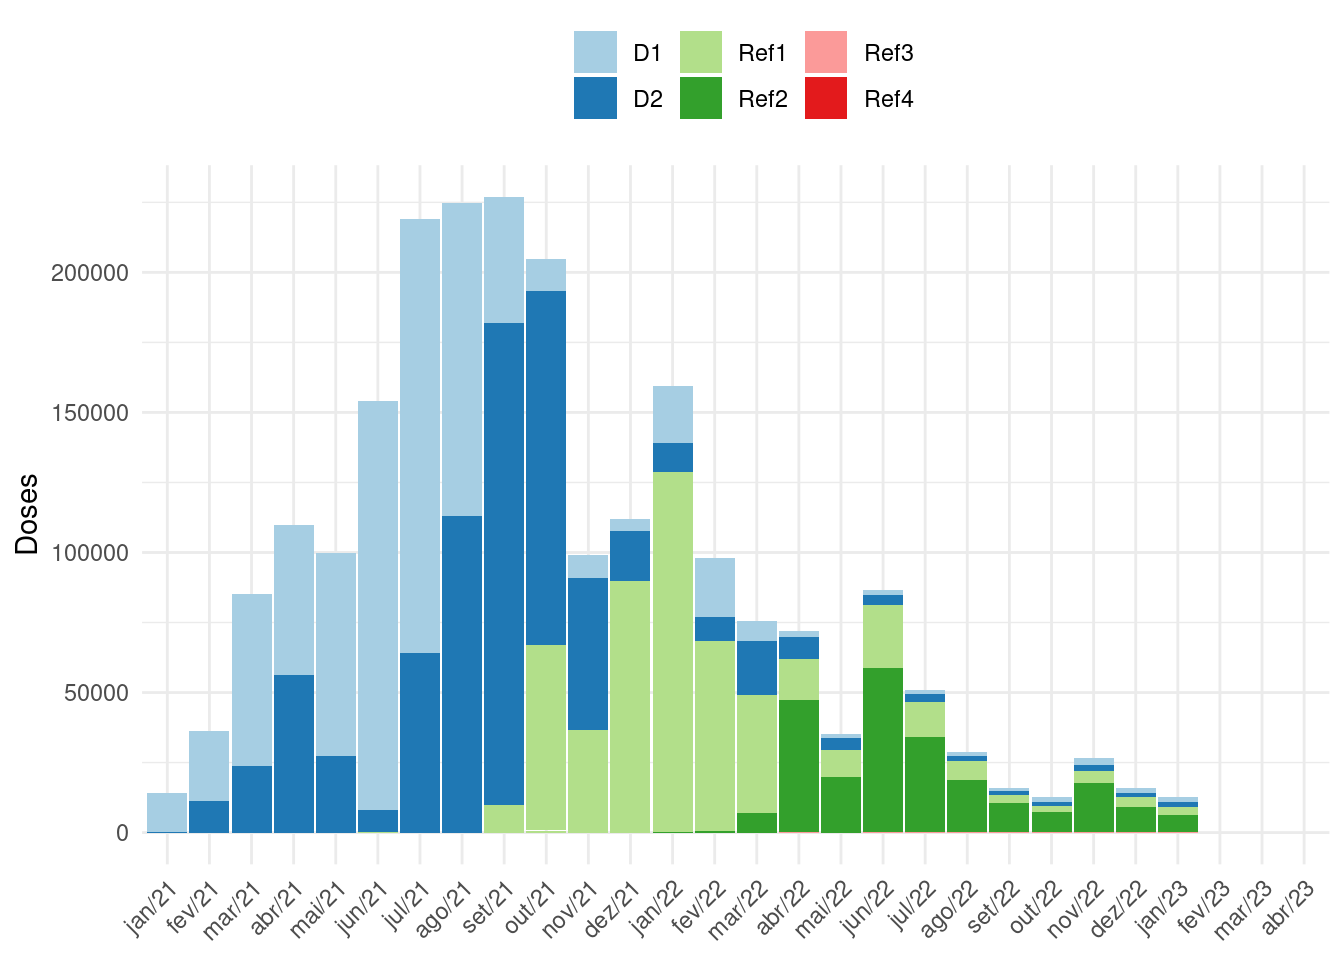 D1 Ref1 Ref3
D2 Ref2 Ref4
Doses
200000
150000
100000
50000
0
jan/21 fev/21 mar/21 abr/21 mai/21 jun/21 jul/21 ago/21 set/21 out/21 nov/21 dez/21 jan/22 fev/22 mar/22 abr/22 mai/22 jun/22 jul/22 ago/22 set/22 out/22 nov/22 dez/22 jan/23 fev/23 mar/23 abr/23